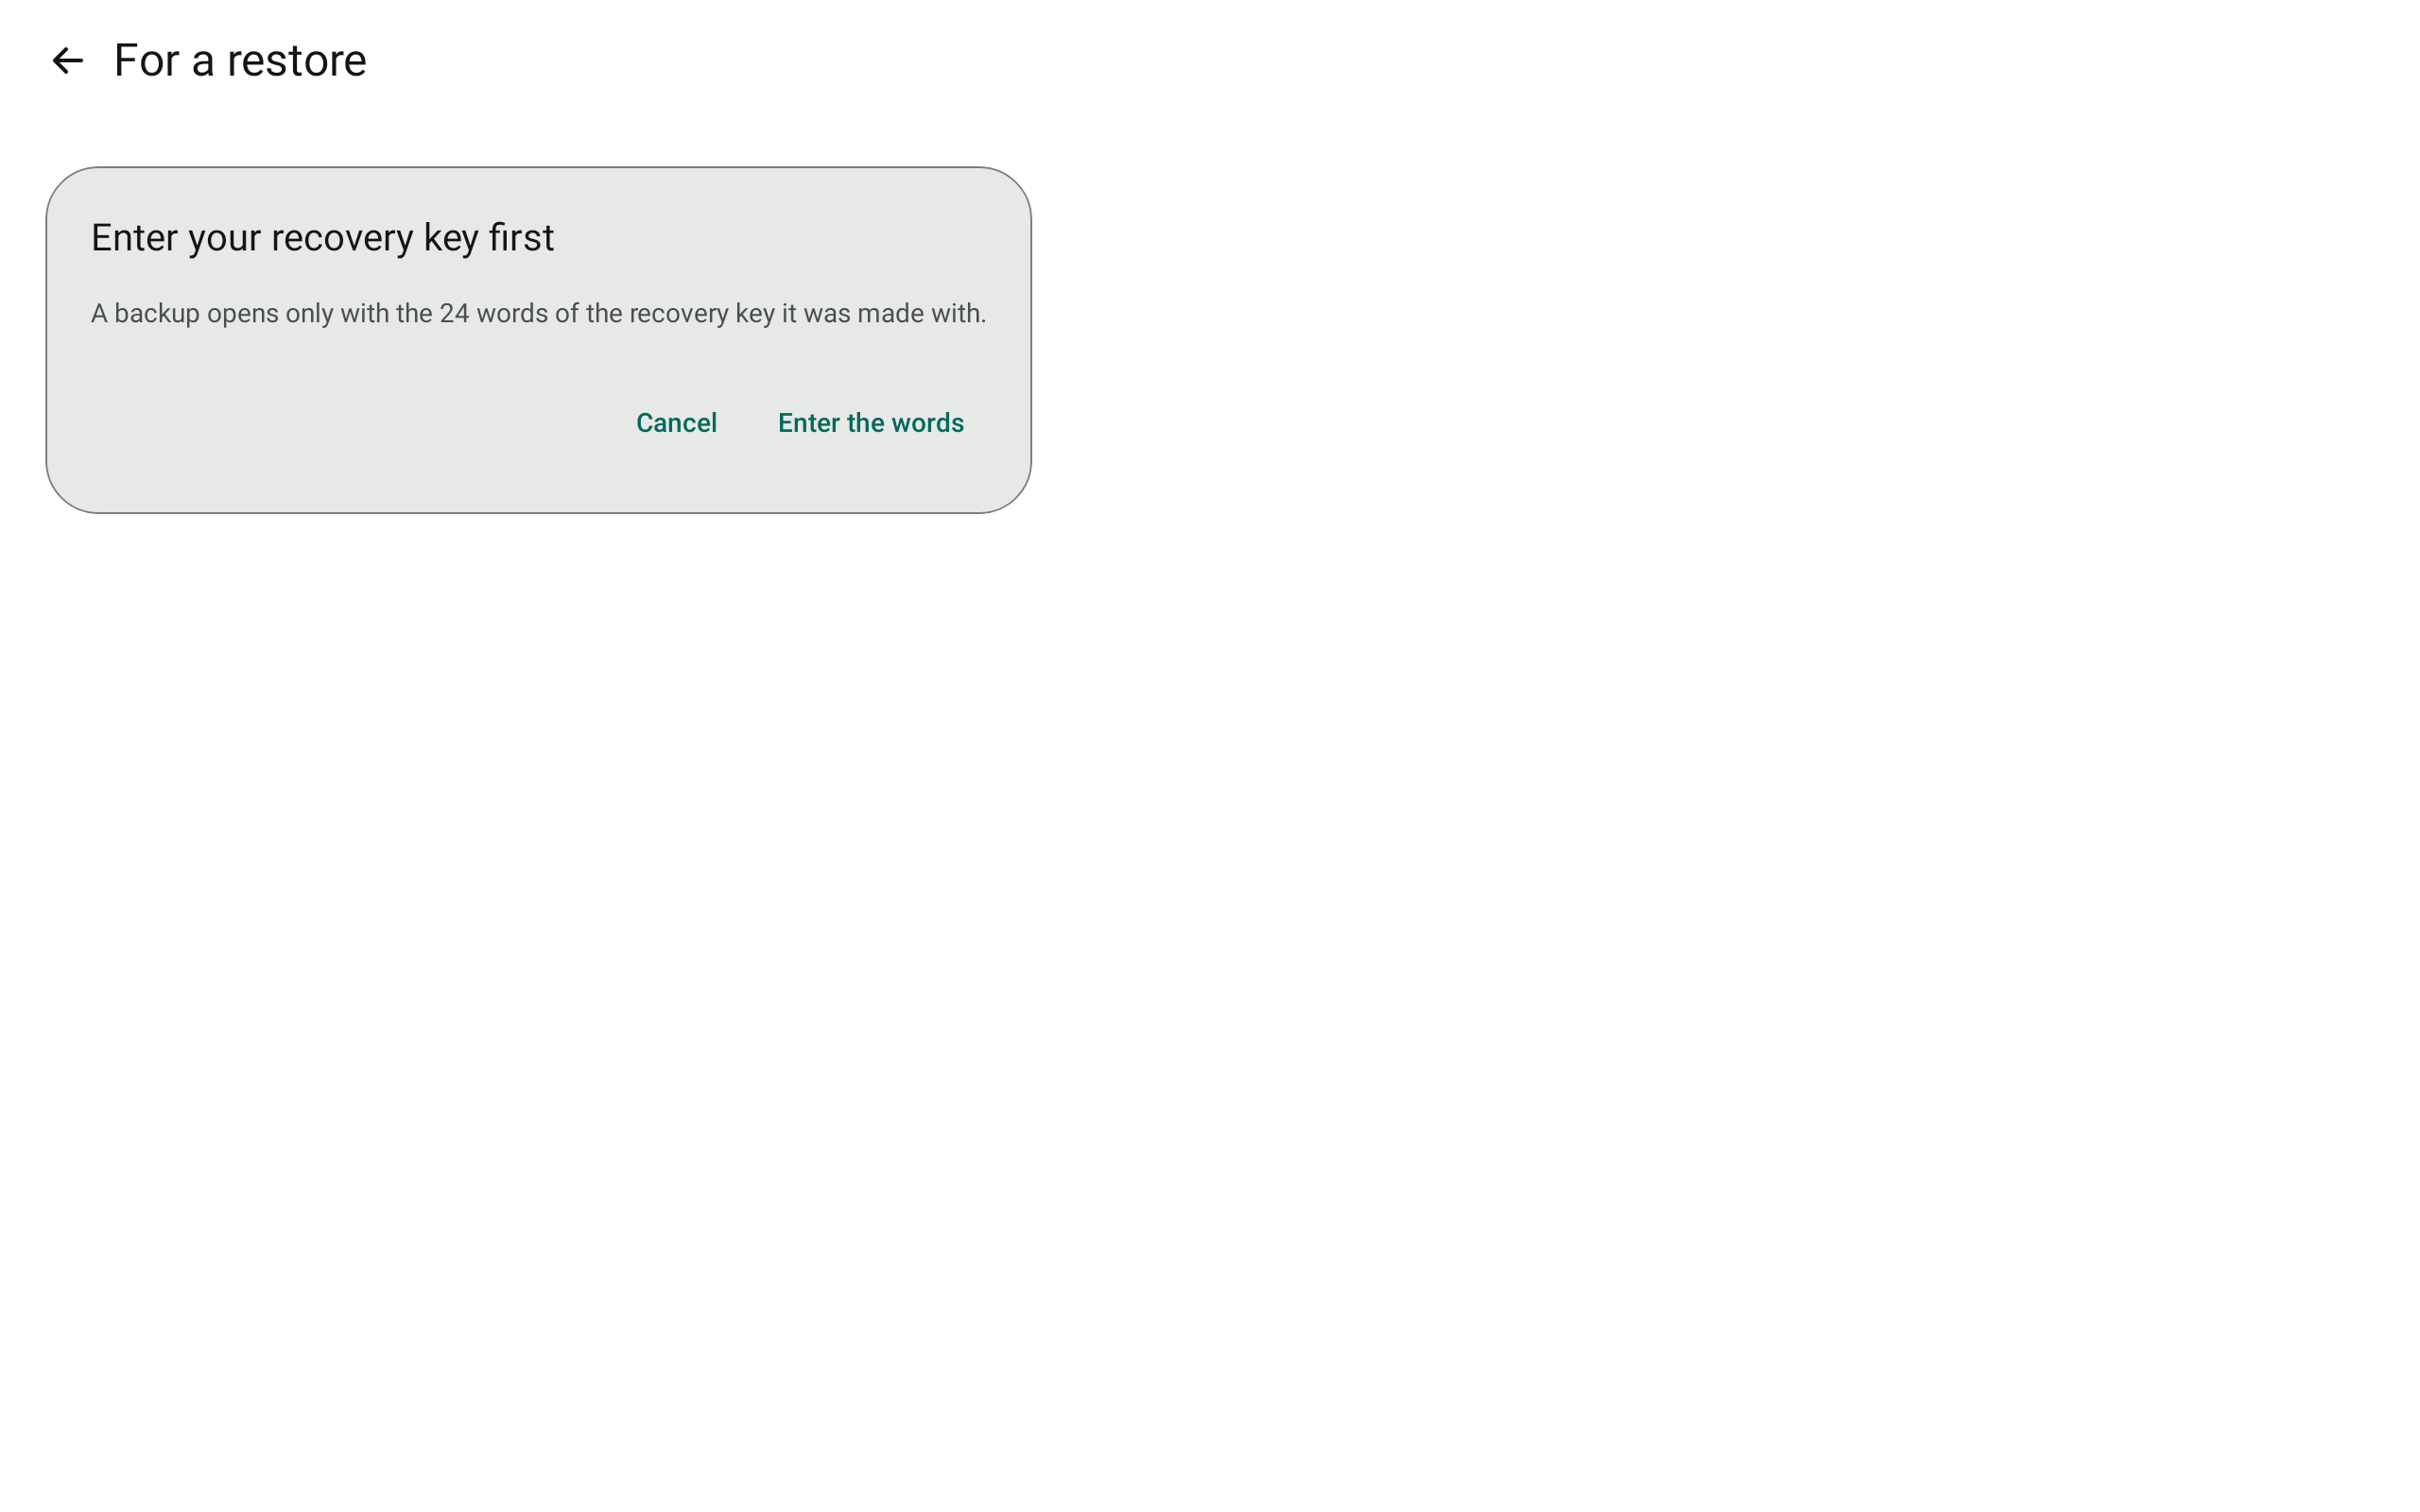 For a restore
Enter your recovery key first
A backup opens only with the 24 words of the recovery key it was made with.
Cancel Enter the words